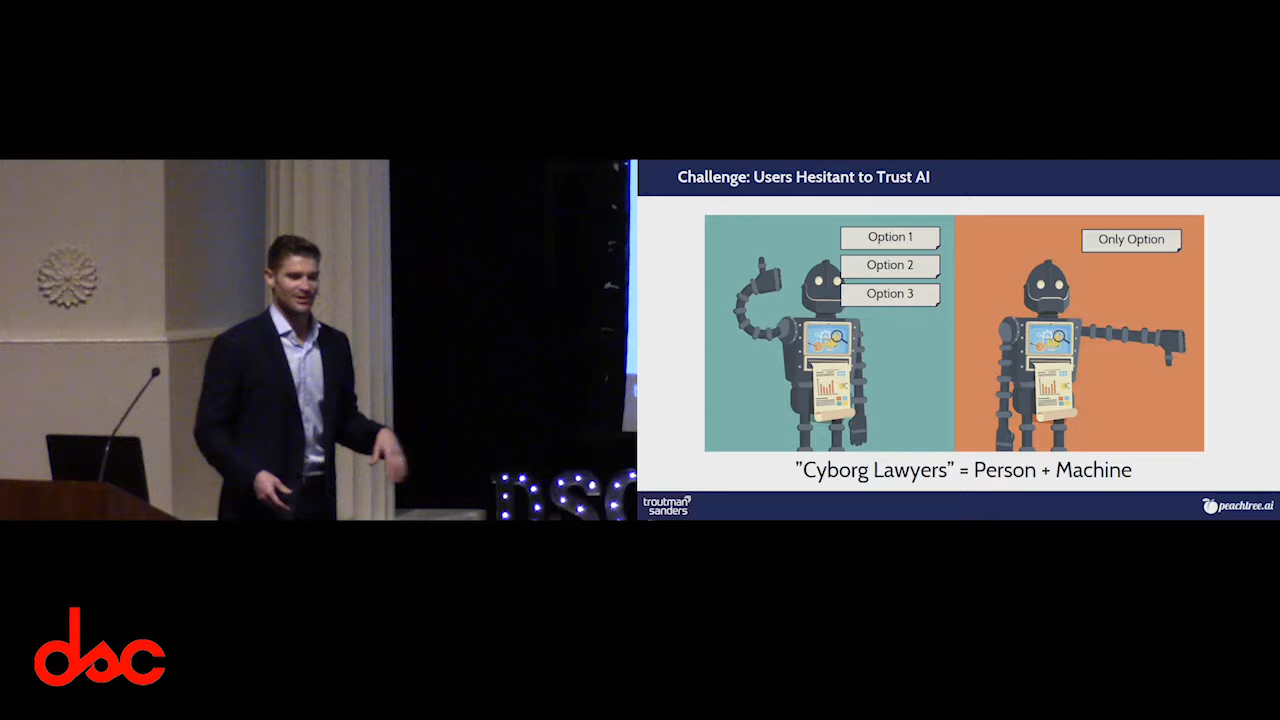 Challenge: Users Hesitant to Trust AI
Option 1
Option 2
Option 3
Only Option
"Cyborg Lawyers" = Person + Machine
troutman
sanders
peachtree.ai
DSC
dsc